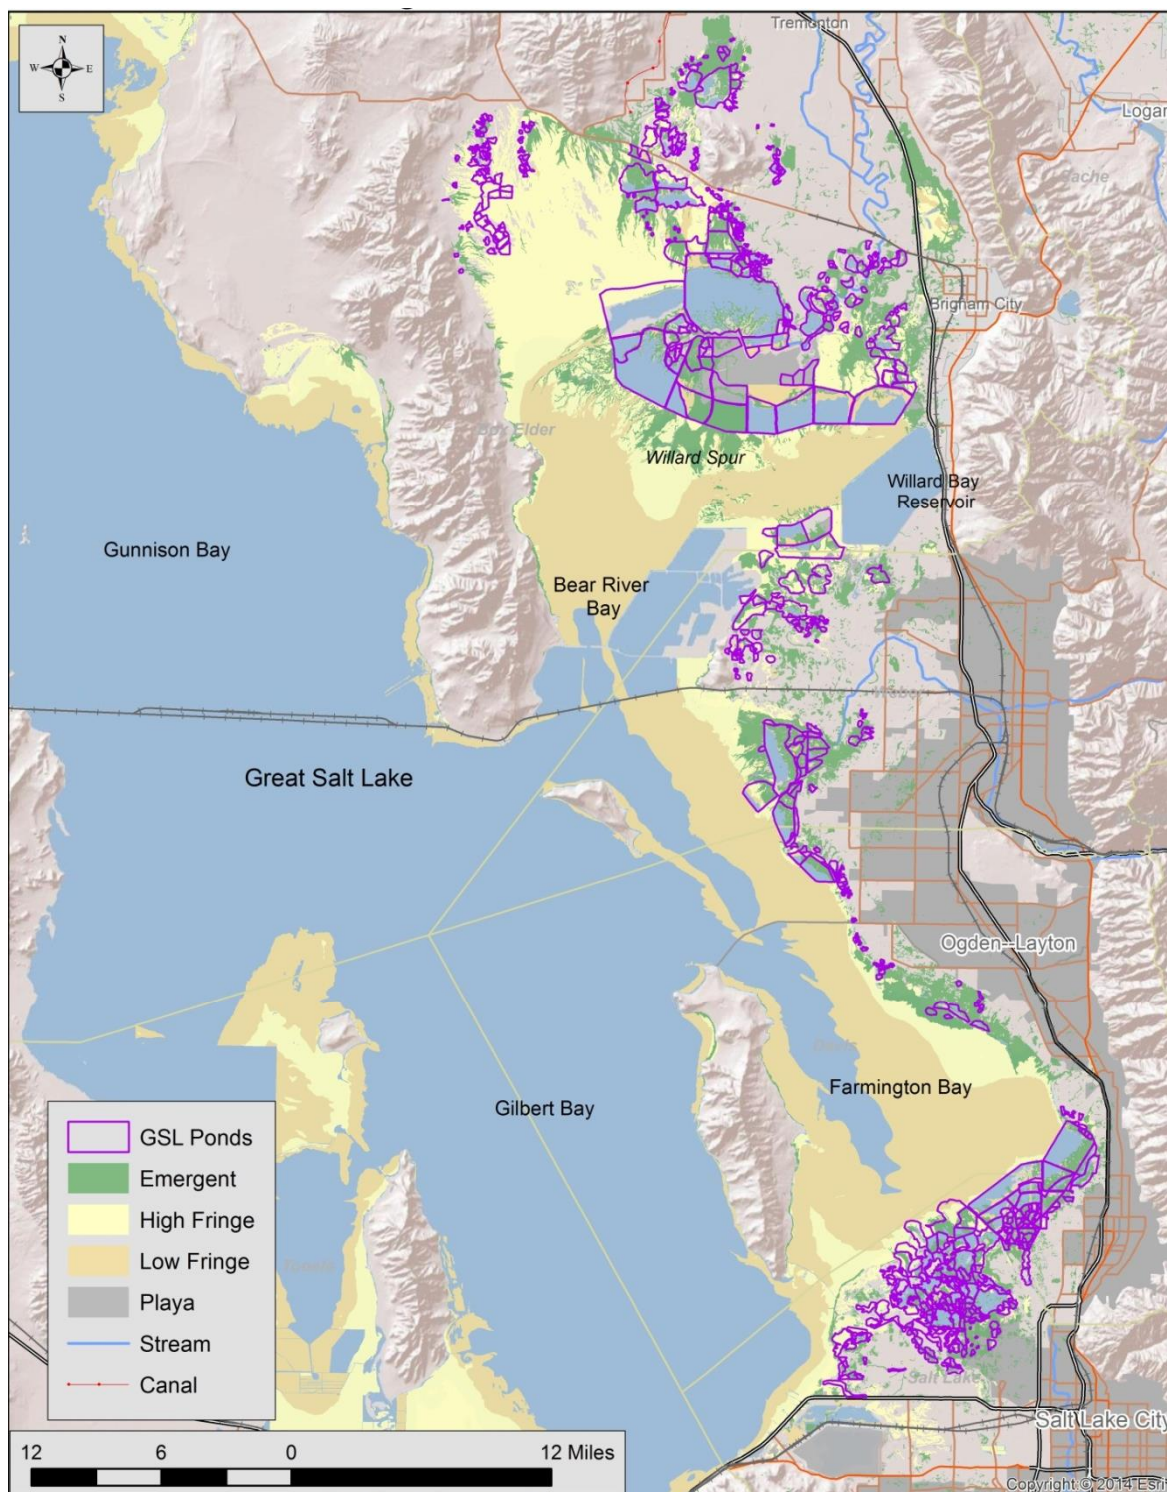 Tremonton
N
W E
S
Logan
Cache
Brigham City
Box Elder
Willard Spur
Willard Bay
Reservoir
Gunnison Bay
Bear River
Bay
Weber
Great Salt Lake
Ogden--Layton
Davis
Farmington Bay
Gilbert Bay
GSL Ponds
Emergent
High Fringe
Low Fringe
Tooele
Playa
Stream
Canal
Salt Lake
Salt Lake City
12 6 0 12 Miles
Copyright:© 2014 Esri